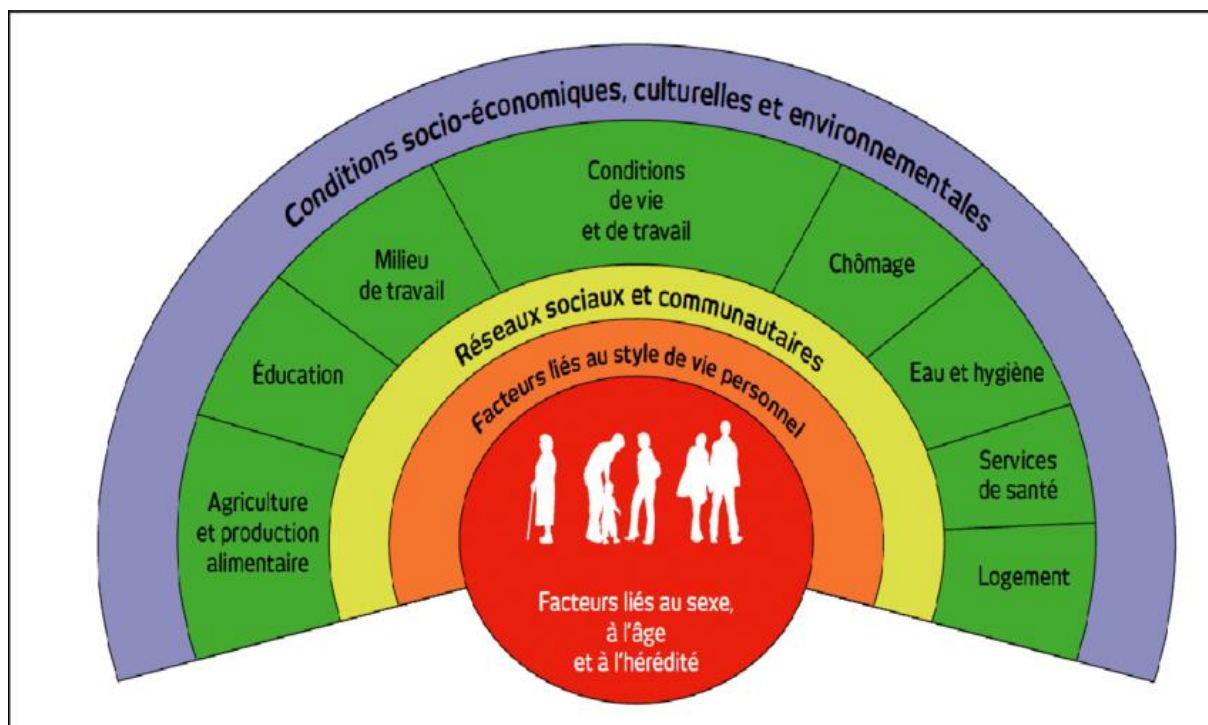 Conditions socio-économiques, culturelles et environnementales
Conditions
de vie
et de travail
Milieu
de travail
Chômage
Éducation
Eau et hygiène
Agriculture
et production
alimentaire
Services
de santé
Logement
Réseaux sociaux et communautaires
Facteurs liés au style de vie personnel
Facteurs liés au sexe,
à l'âge
et à l'hérédité